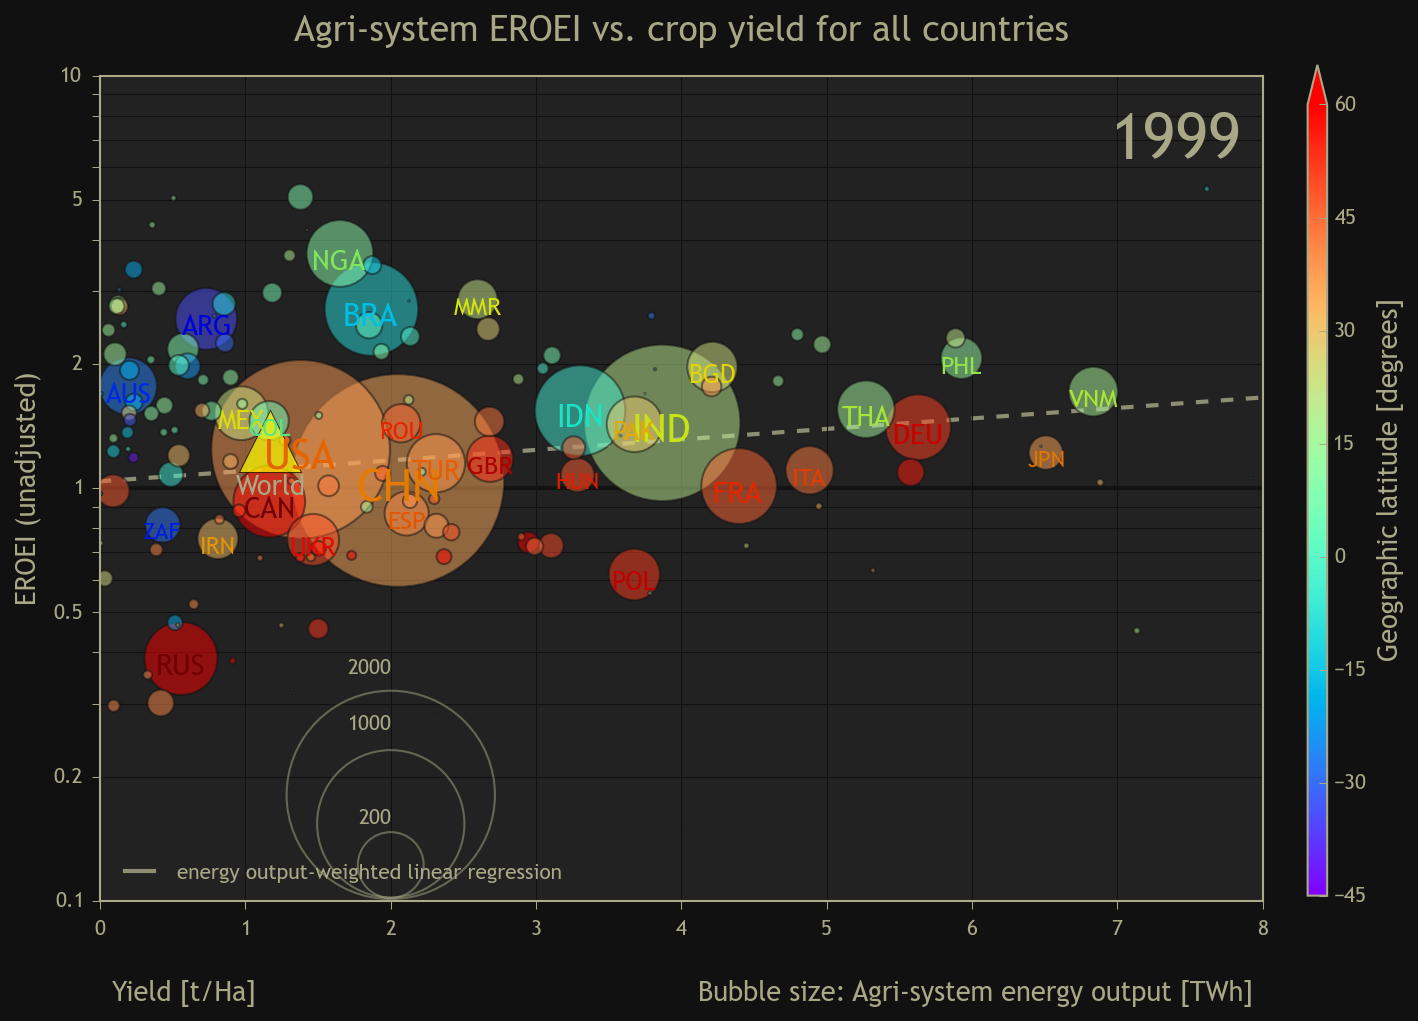 Agri-system EROEI vs. crop yield for all countries
1999
10
5
2
1
0.5
0.2
0.1
EROEI (unadjusted)
NGA
BRA
MMR
ARG
AUS
MEX
USA
World
CAN
CHN
ROU
TUR
GBR
ESP
UKR
ZAF
IRN
RUS
IDN
IND
PAK
BGD
HUN
FRA
POL
ITA
THA
DEU
PHL
VNM
JPN
2000
1000
200
energy output-weighted linear regression
0 1 2 3 4 5 6 7 8
Yield [t/Ha]
Bubble size: Agri-system energy output [TWh]
60
45
30
15
0
−15
−30
−45
Geographic latitude [degrees]